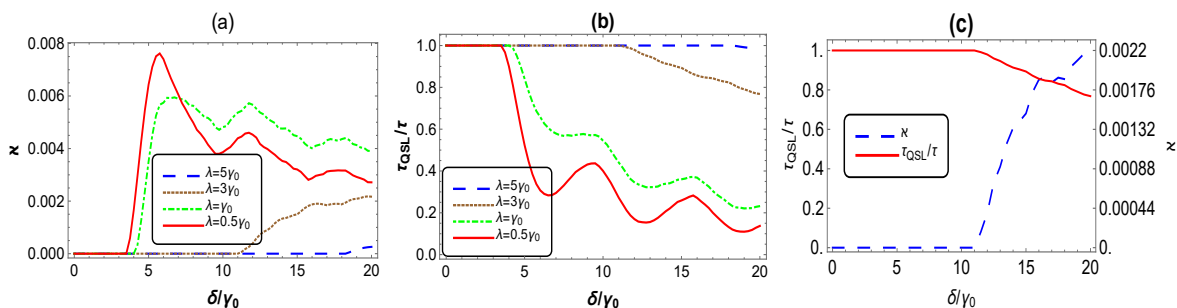 (a)
0.008
0.006
0.004
0.002
0.000
ϰ
λ=5γ₀
λ=3γ₀
λ=γ₀
λ=0.5γ₀
0 5 10 15 20
δ/γ₀
(b)
1.0
0.8
0.6
0.4
0.2
0.0
τQSL/τ
λ=5γ₀
λ=3γ₀
λ=γ₀
λ=0.5γ₀
0 5 10 15 20
δ/γ₀
(c)
1
0.8
0.6
0.4
0.2
0.
τQSL/τ
ϰ
τQSL/τ
0.0022
0.00176
0.00132
0.00088
0.00044
0.
ϰ
0 5 10 15 20
δ/γ₀